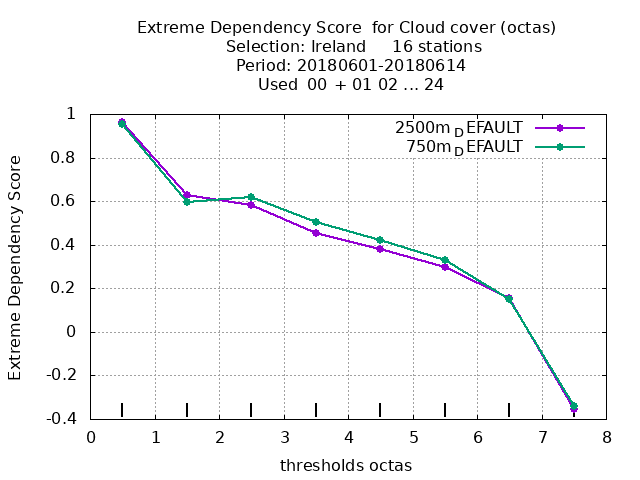 Extreme Dependency Score  for Cloud cover (octas)
Selection: Ireland     16 stations
Period: 20180601-20180614
Used  00  + 01 02 ... 24
2500m_DEFAULT
750m_DEFAULT
Extreme Dependency Score
1
0.8
0.6
0.4
0.2
0
-0.2
-0.4
0 1 2 3 4 5 6 7 8
thresholds octas